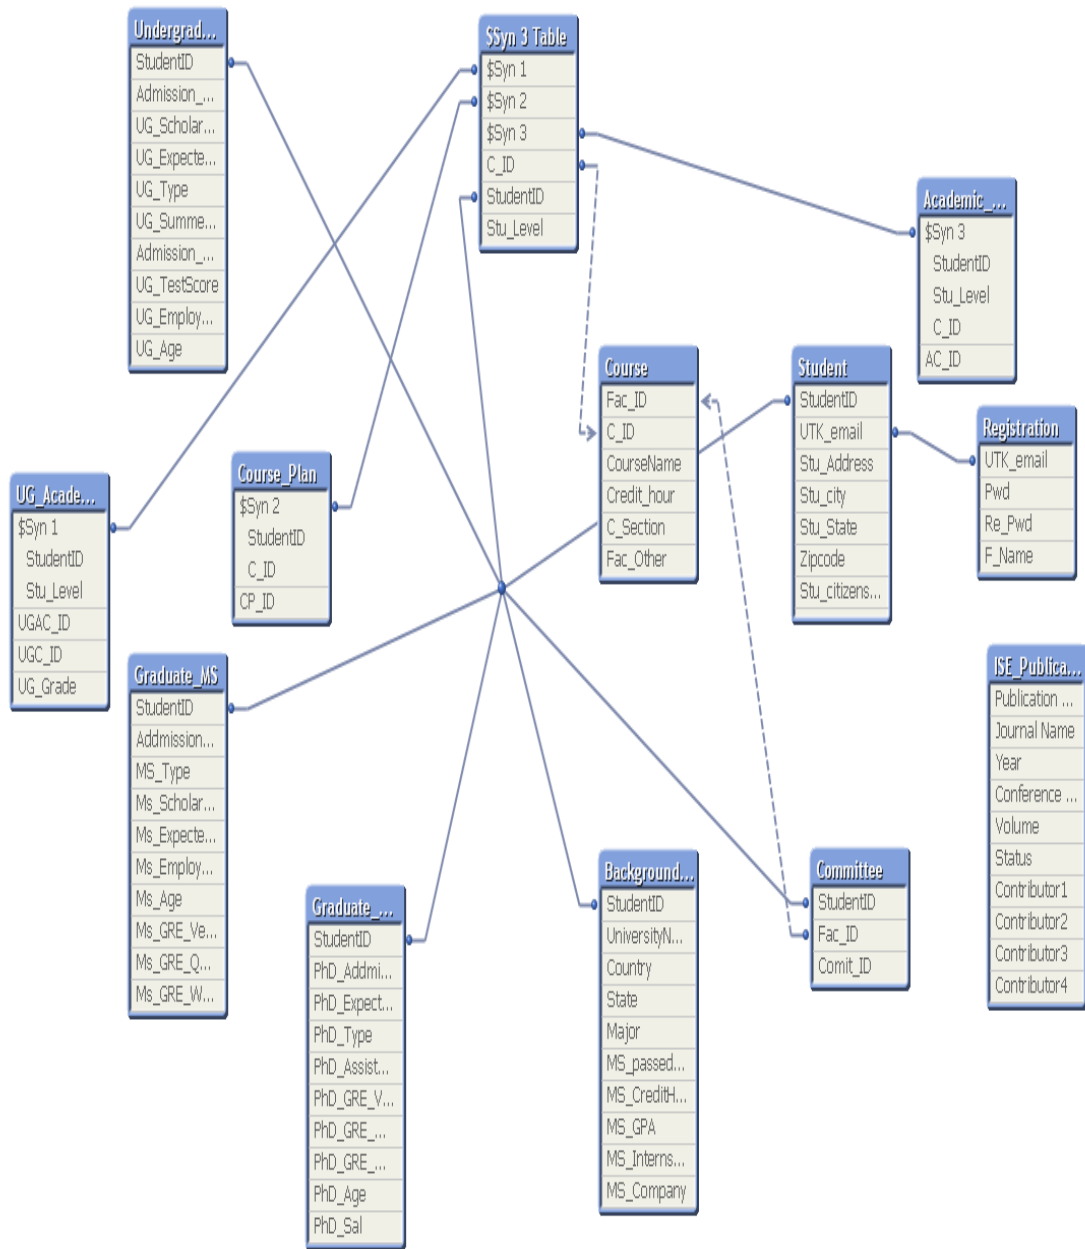 Undergrad...
StudentID
Admission_...
UG_Scholar...
UG_Expecte...
UG_Type
UG_Summe...
Admission_...
UG_TestScore
UG_Employ...
UG_Age
$Syn 3 Table
$Syn 1
$Syn 2
$Syn 3
C_ID
StudentID
Stu_Level
Academic_...
$Syn 3
StudentID
Stu_Level
C_ID
AC_ID
Course
Fac_ID
C_ID
CourseName
Credit_hour
C_Section
Fac_Other
Student
StudentID
UTK_email
Stu_Address
Stu_city
Stu_State
Zipcode
Stu_citizens...
Registration
UTK_email
Pwd
Re_Pwd
F_Name
UG_Acade...
$Syn 1
StudentID
Stu_Level
UGAC_ID
UGC_ID
UG_Grade
Course_Plan
$Syn 2
StudentID
C_ID
CP_ID
Graduate_MS
StudentID
Addmission...
MS_Type
Ms_Scholar...
Ms_Expecte...
Ms_Employ...
Ms_Age
Ms_GRE_Ve...
Ms_GRE_Q...
Ms_GRE_W...
Graduate_...
StudentID
PhD_Addmi...
PhD_Expect...
PhD_Type
PhD_Assist...
PhD_GRE_V...
PhD_GRE_...
PhD_GRE_...
PhD_Age
PhD_Sal
Background...
StudentID
UniversityN...
Country
State
Major
MS_passed...
MS_CreditH...
MS_GPA
MS_Interns...
MS_Company
Committee
StudentID
Fac_ID
Comit_ID
ISE_Publica...
Publication ...
Journal Name
Year
Conference ...
Volume
Status
Contributor1
Contributor2
Contributor3
Contributor4